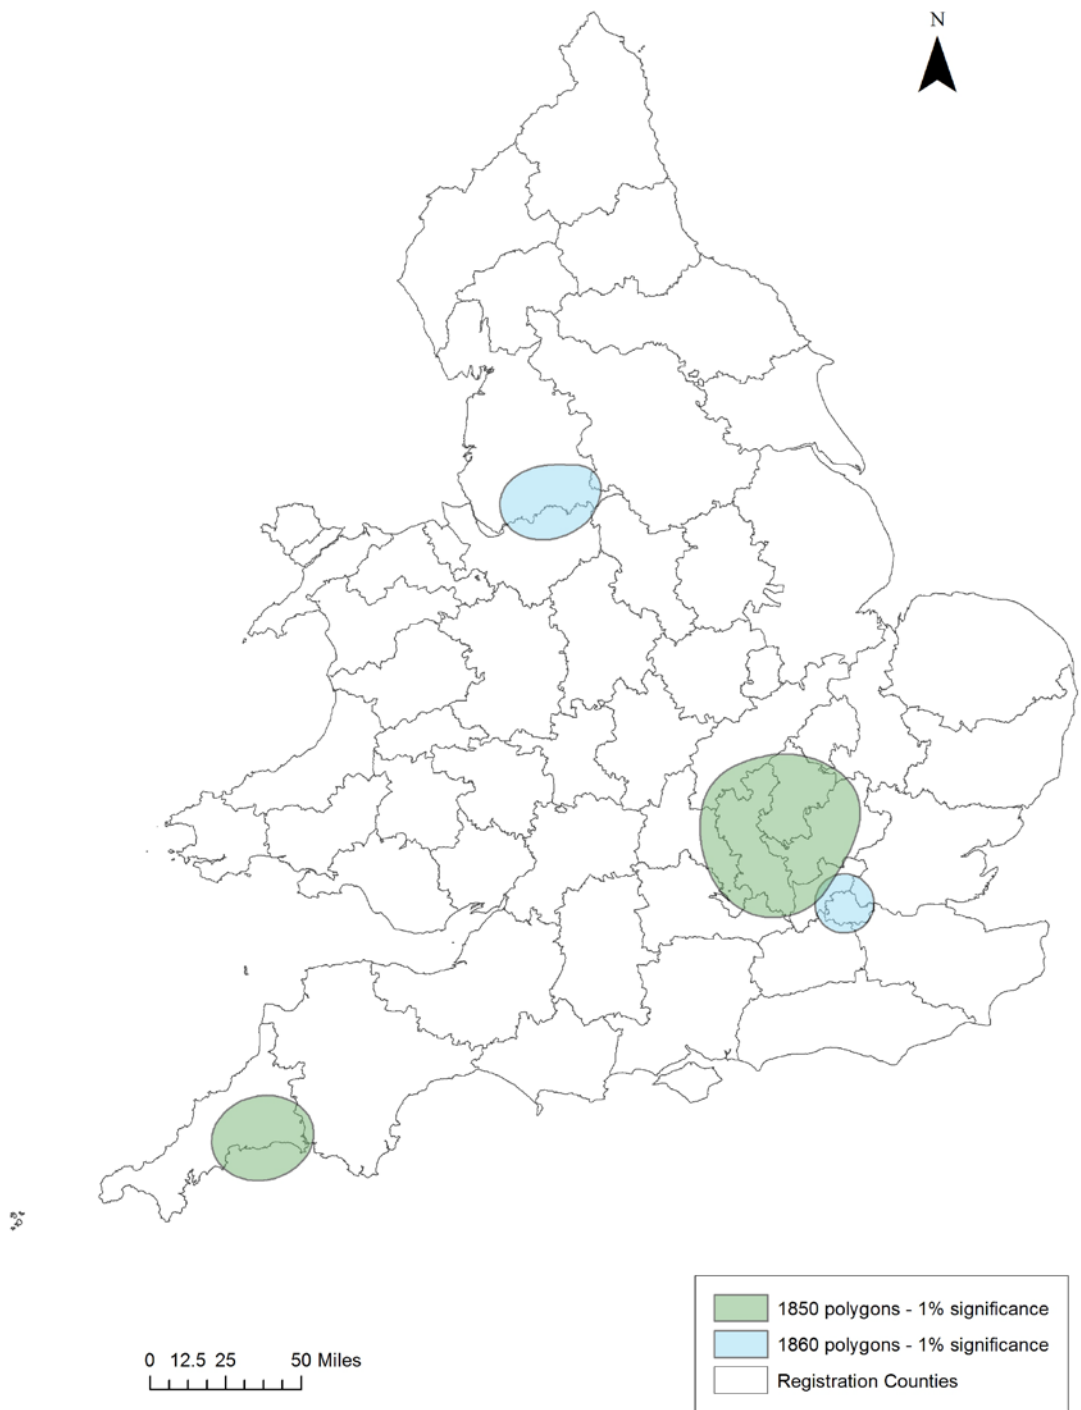 N
1850 polygons - 1% significance
1860 polygons - 1% significance
Registration Counties
0 12.5 25 50 Miles